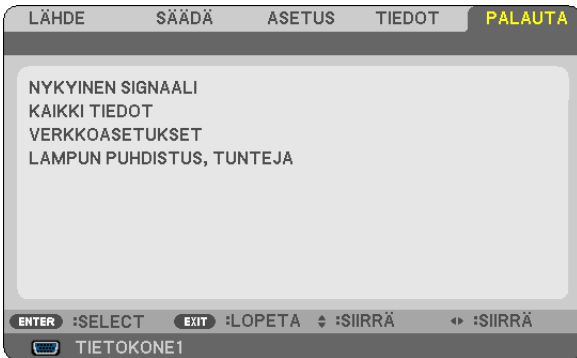 LÄHDE SÄÄDÄ ASETUS TIEDOT PALAUTA
NYKYINEN SIGNAALI
KAIKKI TIEDOT
VERKKOASETUKSET
LAMPUN PUHDISTUS, TUNTEJA
ENTER :SELECT EXIT :LOPETA :SIIRRÄ :SIIRRÄ
TIETOKONE1